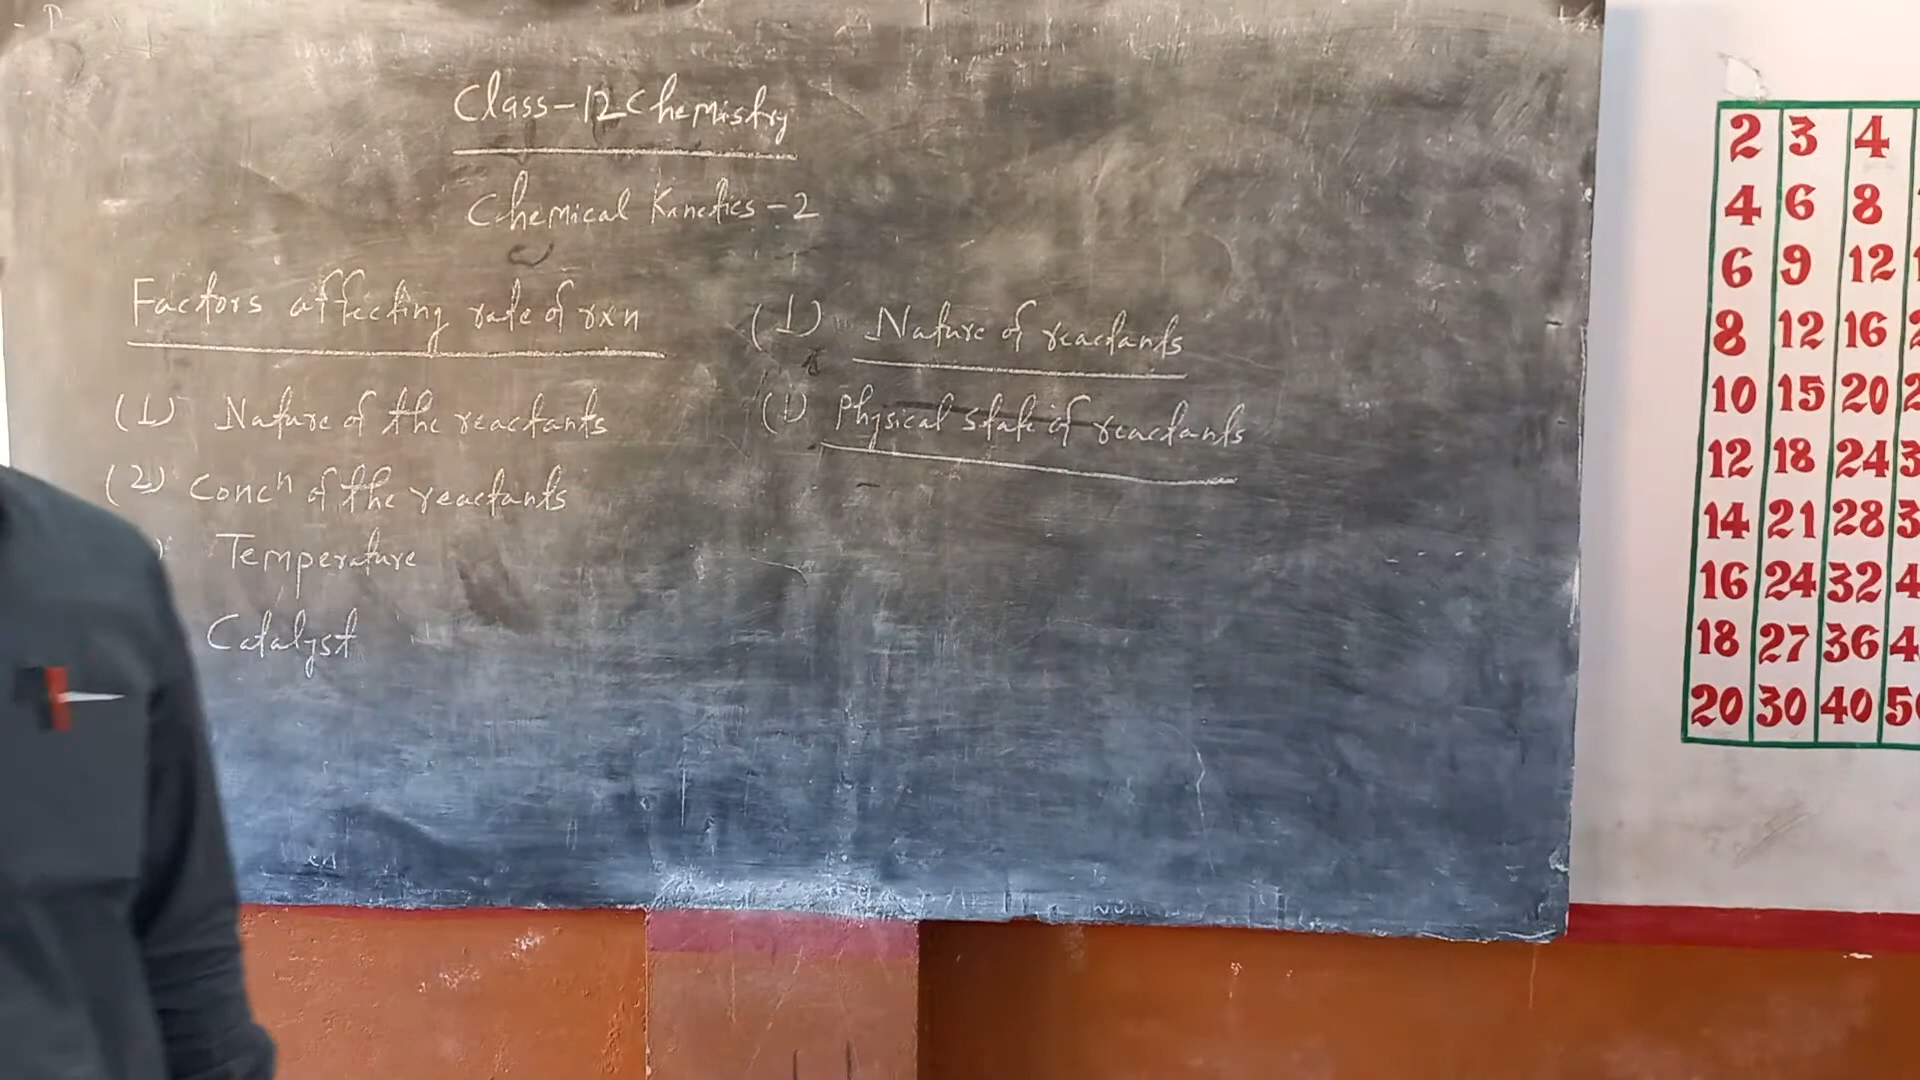 Class-12 Chemistry
Chemical Kinetics-2
Factors affecting rate of rxn
(1) Nature of the reactants
(2) Concn of the reactants
Temperature
Catalyst
(1) Nature of reactants
(1) Physical state of reactants
2 3 4
4 6 8
6 9 12
8 12 16
10 15 20
12 18 24
14 21 28
16 24 32
18 27 36
20 30 40